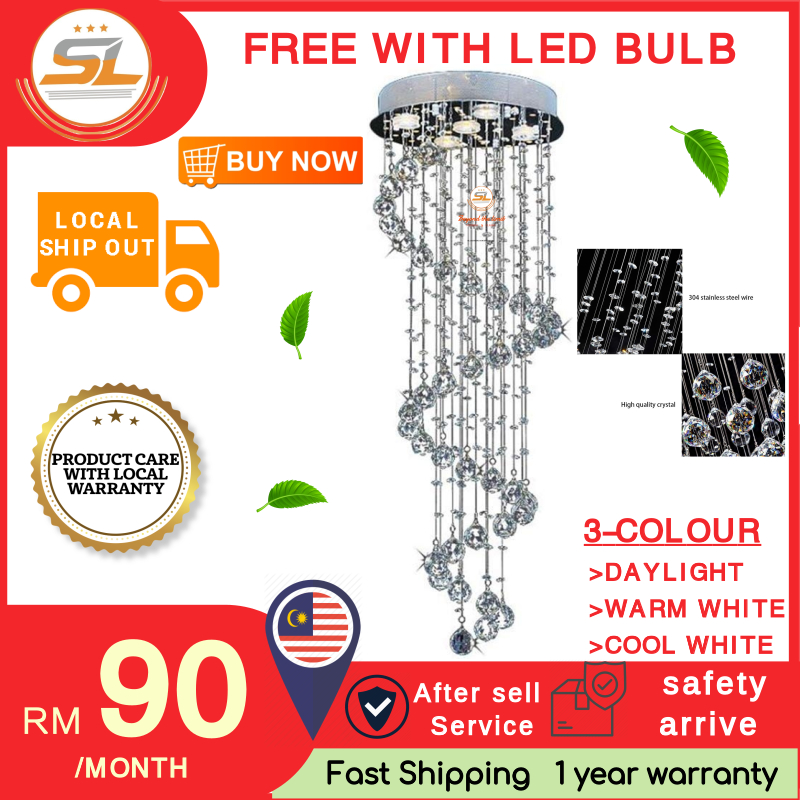 SL
FREE WITH LED BULB
BUY NOW
LOCAL
SHIP OUT
SL
304 stainless steel wire
High quality crystal
PRODUCT CARE
WITH LOCAL
WARRANTY
3-COLOUR
>DAYLIGHT
>WARM WHITE
>COOL WHITE
RM 90
/MONTH
After sell
Service
safety
arrive
Fast Shipping 1 year warranty